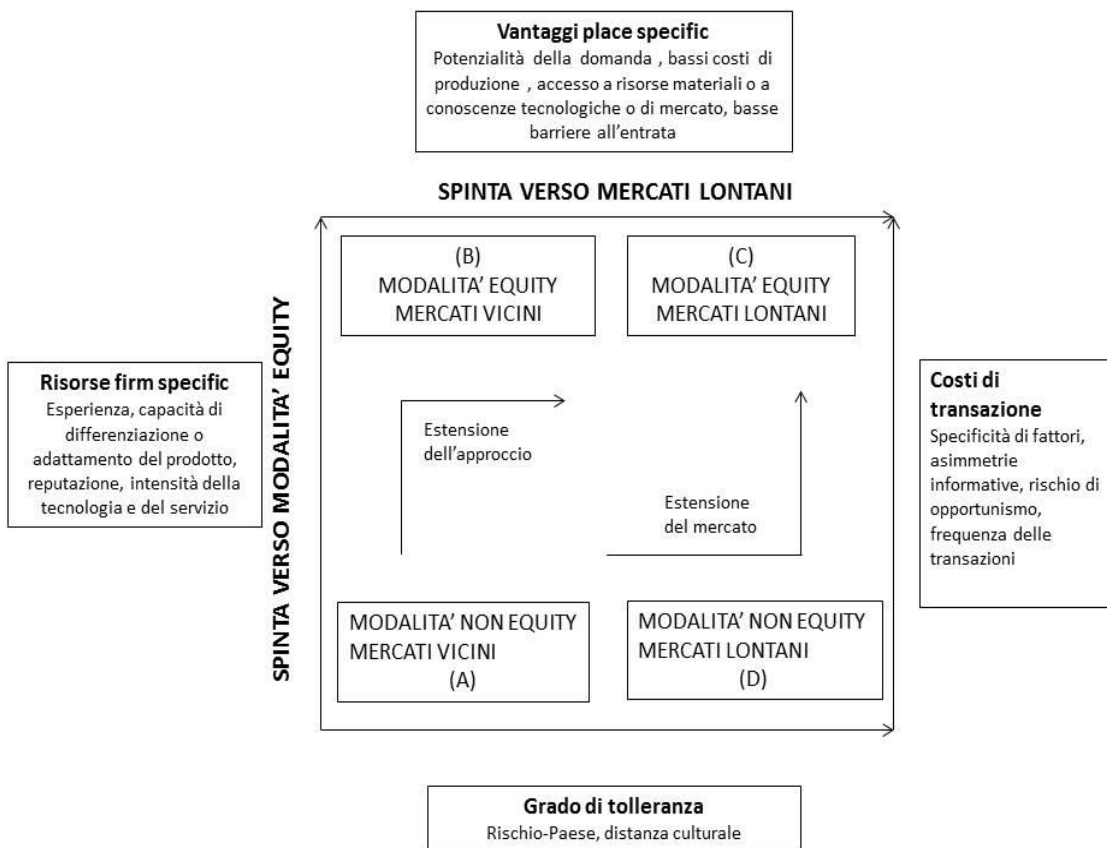 Vantaggi place specific
Potenzialità della domanda , bassi costi di
produzione , accesso a risorse materiali o a
conoscenze tecnologiche o di mercato, basse
barriere all'entrata
SPINTA VERSO MERCATI LONTANI
SPINTA VERSO MODALITA' EQUITY
(B)
MODALITA' EQUITY
MERCATI VICINI
(C)
MODALITA' EQUITY
MERCATI LONTANI
Risorse firm specific
Esperienza, capacità di
differenziazione o
adattamento del prodotto,
reputazione, intensità della
tecnologia e del servizio
Estensione
dell'approccio
Estensione
del mercato
Costi di
transazione
Specificità di fattori,
asimmetrie
informative, rischio di
opportunismo,
frequenza delle
transazioni
MODALITA' NON EQUITY
MERCATI VICINI
(A)
MODALITA' NON EQUITY
MERCATI LONTANI
(D)
Grado di tolleranza
Rischio-Paese, distanza culturale